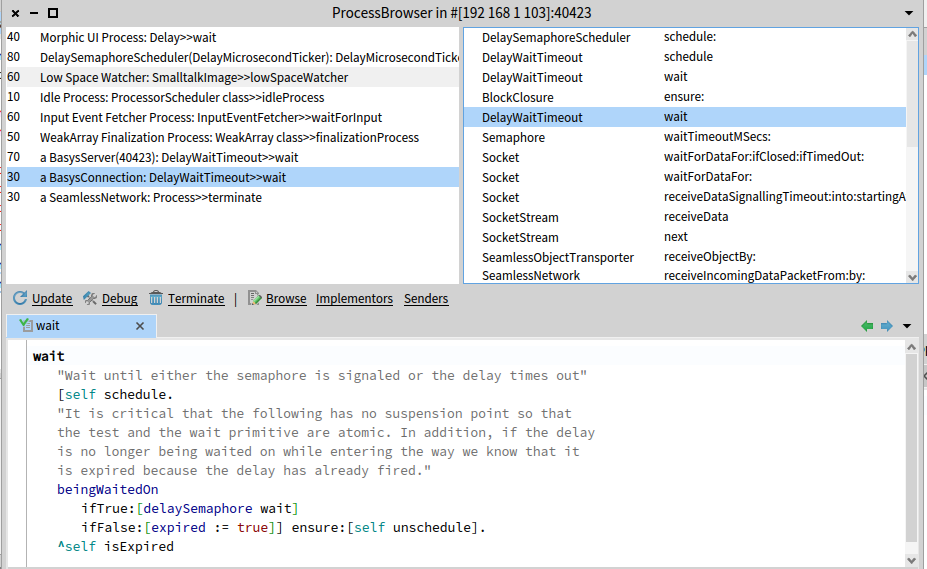 ProcessBrowser in #[192 168 1 103]:40423
40 Morphic UI Process: Delay>>wait
80 DelaySemaphoreScheduler(DelayMicrosecondTicker): DelayMicrosecondTicke
60 Low Space Watcher: SmalltalkImage>>lowSpaceWatcher
10 Idle Process: ProcessorScheduler class>>idleProcess
60 Input Event Fetcher Process: InputEventFetcher>>waitForInput
50 WeakArray Finalization Process: WeakArray class>>finalizationProcess
70 a BasysServer(40423): DelayWaitTimeout>>wait
30 a BasysConnection: DelayWaitTimeout>>wait
30 a SeamlessNetwork: Process>>terminate
DelaySemaphoreScheduler schedule:
DelayWaitTimeout schedule
DelayWaitTimeout wait
BlockClosure ensure:
DelayWaitTimeout wait
Semaphore waitTimeoutMSecs:
Socket waitForDataFor:ifClosed:ifTimedOut:
Socket waitForDataFor:
Socket receiveDataSignallingTimeout:into:startingA
SocketStream receiveData
SocketStream next
SeamlessObjectTransporter receiveObjectBy:
SeamlessNetwork receiveIncomingDataPacketFrom:by:
Update Debug Terminate | Browse Implementors Senders
wait
wait
"Wait until either the semaphore is signaled or the delay times out"
[self schedule.
"It is critical that the following has no suspension point so that
the test and the wait primitive are atomic. In addition, if the delay
is no longer being waited on while entering the way we know that it
is expired because the delay has already fired."
beingWaitedOn
ifTrue:[delaySemaphore wait]
ifFalse:[expired := true]] ensure:[self unschedule].
^self isExpired